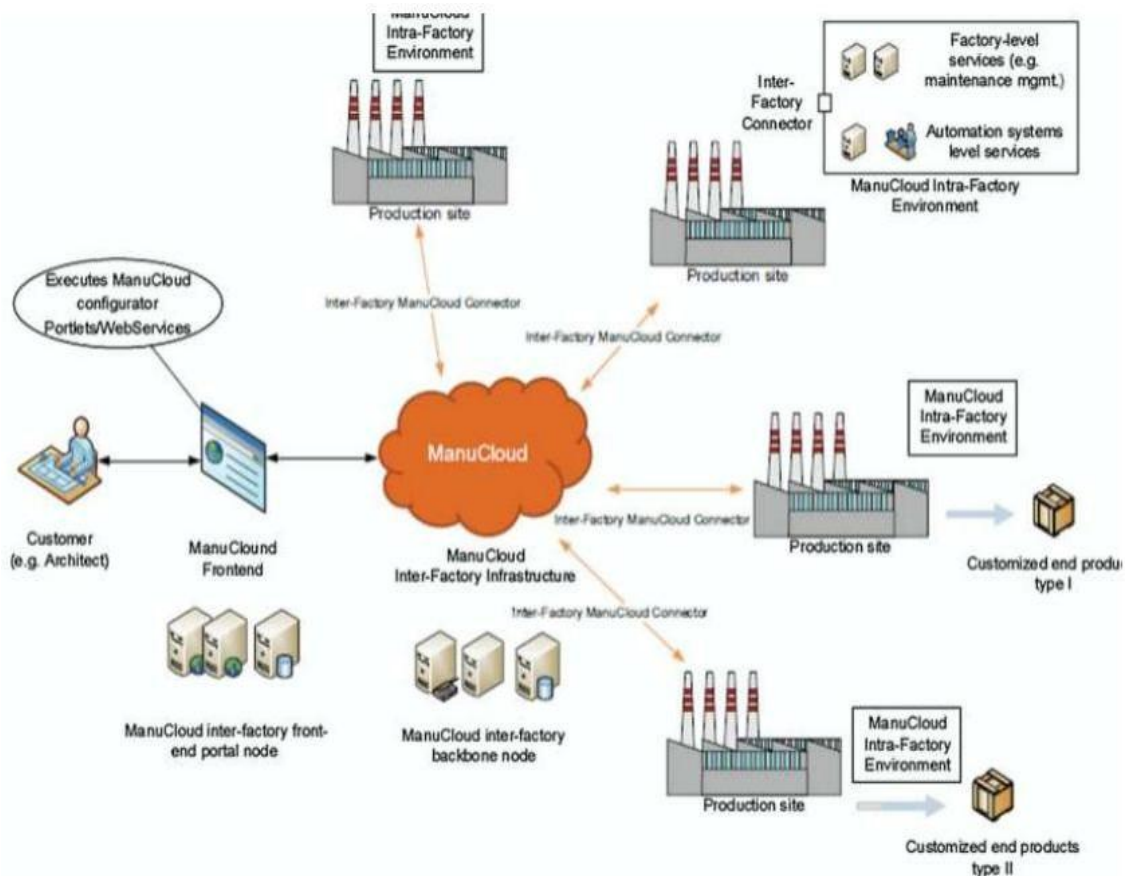 ManuCloud
Intra-Factory
Environment
Production site
Factory-level
services (e.g.
maintenance mgmt.)
Inter-
Factory
Connector
Automation systems
level services
ManuCloud Intra-Factory
Environment
Production site
Executes ManuCloud
configurator
Portlets/WebServices
Inter-Factory ManuCloud Connector
Inter-Factory ManuCloud Connector
ManuCloud
Intra-Factory
Environment
ManuCloud
Inter-Factory ManuCloud Connector
Production site
Customized end produ
type I
Customer
(e.g. Architect)
ManuClound
Frontend
ManuCloud
Inter-Factory Infrastructure
Inter-Factory ManuCloud Connector
ManuCloud inter-factory front-
end portal node
ManuCloud inter-factory
backbone node
ManuCloud
Intra-Factory
Environment
Production site
Customized end products
type II